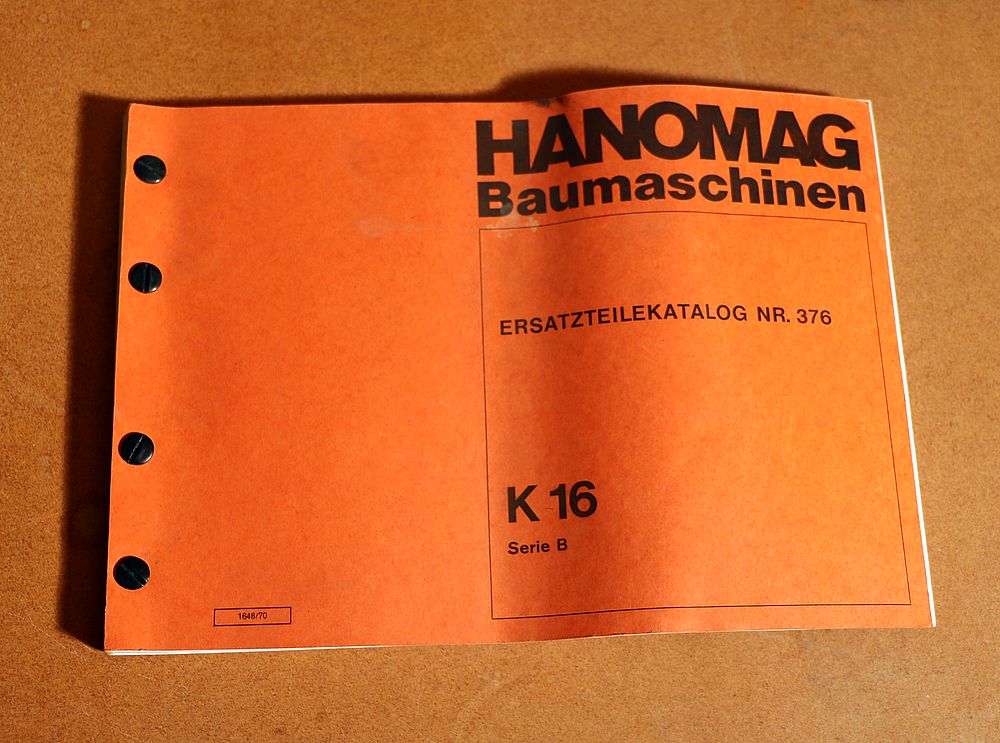 HANOMAG
Baumaschinen
ERSATZTEILEKATALOG NR. 376
K 16
Serie B
1648/70